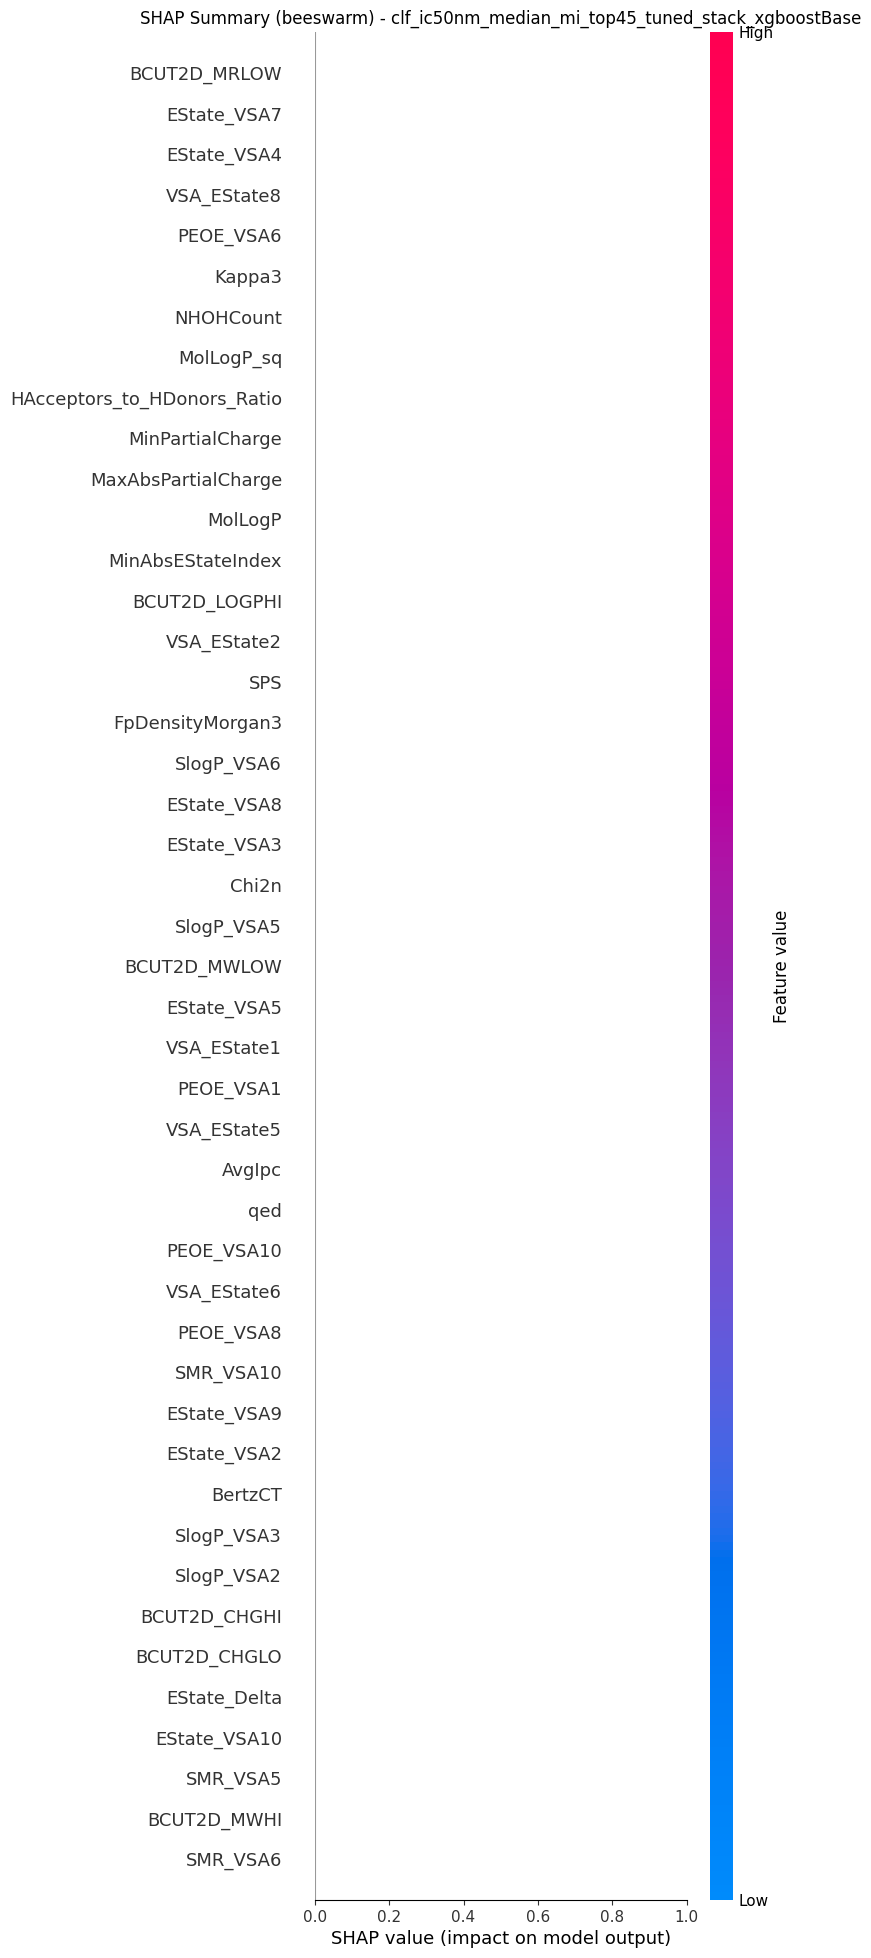 SHAP Summary (beeswarm) - clf_ic50nm_median_mi_top45_tuned_stack_xgboostBase
High
BCUT2D_MRLOW
EState_VSA7
EState_VSA4
VSA_EState8
PEOE_VSA6
Kappa3
NHOHCount
MolLogP_sq
HAcceptors_to_HDonors_Ratio
MinPartialCharge
MaxAbsPartialCharge
MolLogP
MinAbsEStateIndex
BCUT2D_LOGPHI
VSA_EState2
SPS
FpDensityMorgan3
SlogP_VSA6
EState_VSA8
EState_VSA3
Chi2n
SlogP_VSA5
BCUT2D_MWLOW
EState_VSA5
VSA_EState1
PEOE_VSA1
VSA_EState5
AvgIpc
qed
PEOE_VSA10
VSA_EState6
PEOE_VSA8
SMR_VSA10
EState_VSA9
EState_VSA2
BertzCT
SlogP_VSA3
SlogP_VSA2
BCUT2D_CHGHI
BCUT2D_CHGLO
EState_Delta
EState_VSA10
SMR_VSA5
BCUT2D_MWHI
SMR_VSA6
Feature value
Low
0.0 0.2 0.4 0.6 0.8 1.0
SHAP value (impact on model output)